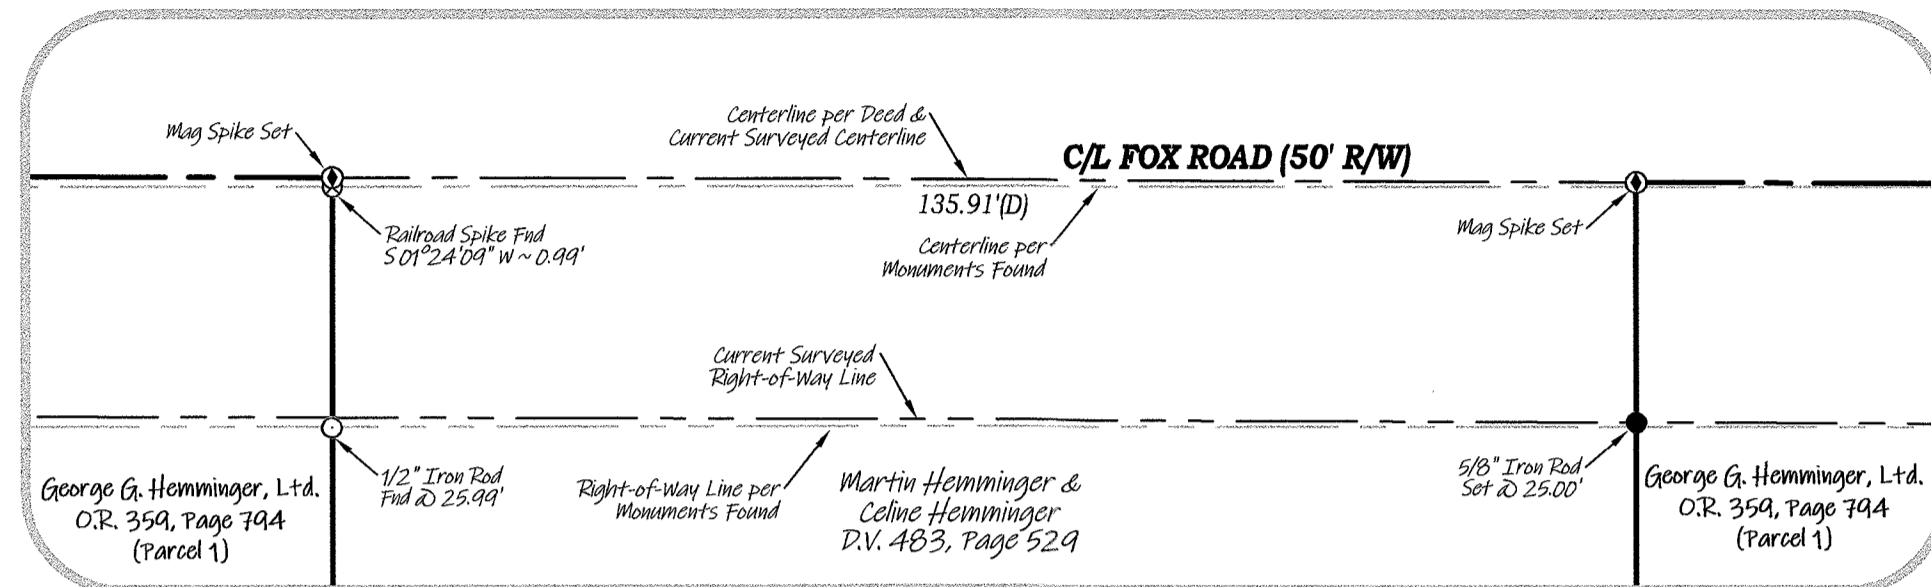 Centerline per Deed &
Current Surveyed Centerline
Mag Spike Set
C/L FOX ROAD (50' R/W)
135.91'(D)
Railroad Spike Fnd
S 01°24'09" W ~ 0.99'
Centerline per
Monuments Found
Mag Spike Set
Current Surveyed
Right-of-Way Line
George G. Hemminger, Ltd.
O.R. 359, Page 794
(Parcel 1)
1/2" Iron Rod
Fnd @ 25.99'
Right-of-Way Line per
Monuments Found
Martin Hemminger &
Celine Hemminger
D.V. 483, Page 529
5/8" Iron Rod
Set @ 25.00'
George G. Hemminger, Ltd.
O.R. 359, Page 794
(Parcel 1)